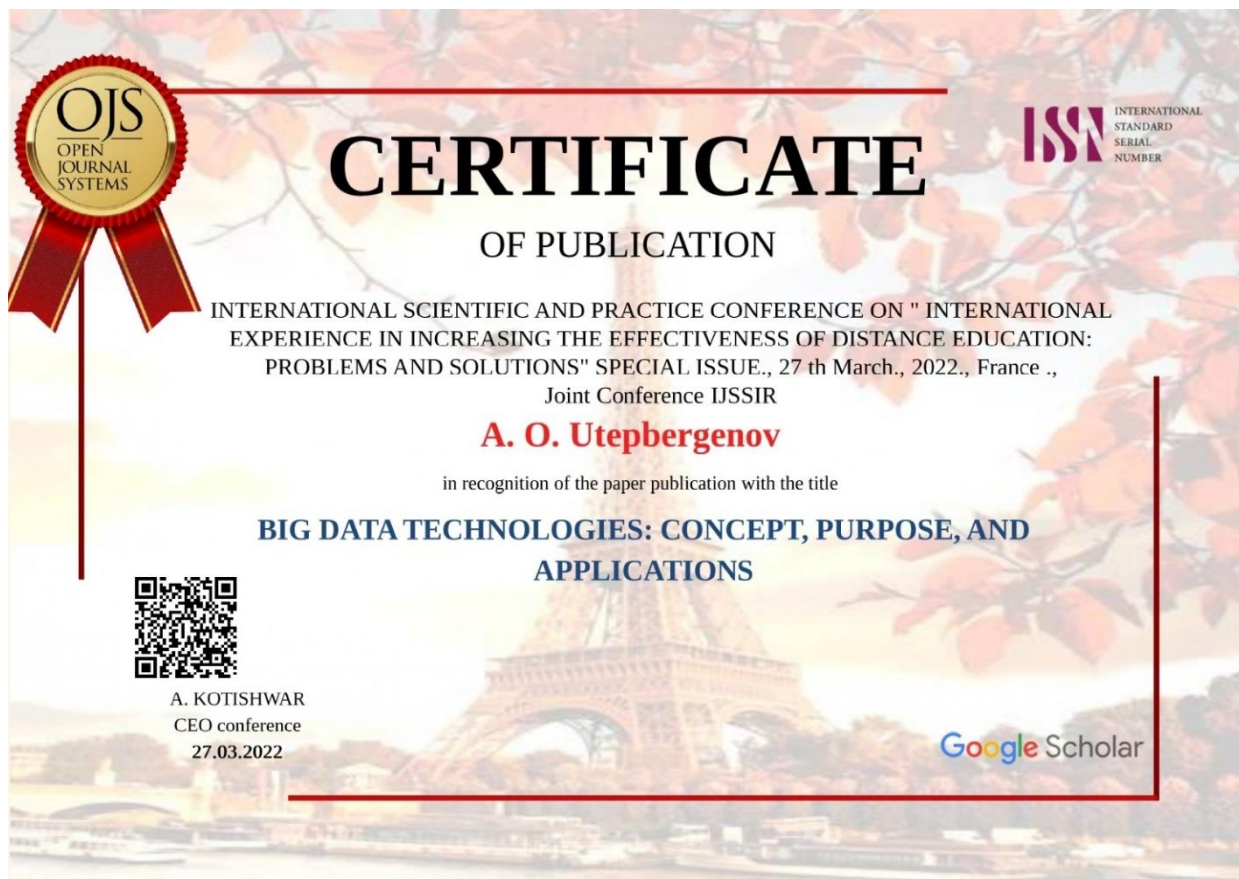 OJS
OPEN
JOURNAL
SYSTEMS
ISSN
INTERNATIONAL
STANDARD
SERIAL
NUMBER
CERTIFICATE
OF PUBLICATION
INTERNATIONAL SCIENTIFIC AND PRACTICE CONFERENCE ON " INTERNATIONAL
EXPERIENCE IN INCREASING THE EFFECTIVENESS OF DISTANCE EDUCATION:
PROBLEMS AND SOLUTIONS" SPECIAL ISSUE., 27 th March., 2022., France .,
Joint Conference IJSSIR
A. O. Utepbergenov
in recognition of the paper publication with the title
BIG DATA TECHNOLOGIES: CONCEPT, PURPOSE, AND
APPLICATIONS
A. KOTISHWAR
CEO conference
27.03.2022
Google Scholar